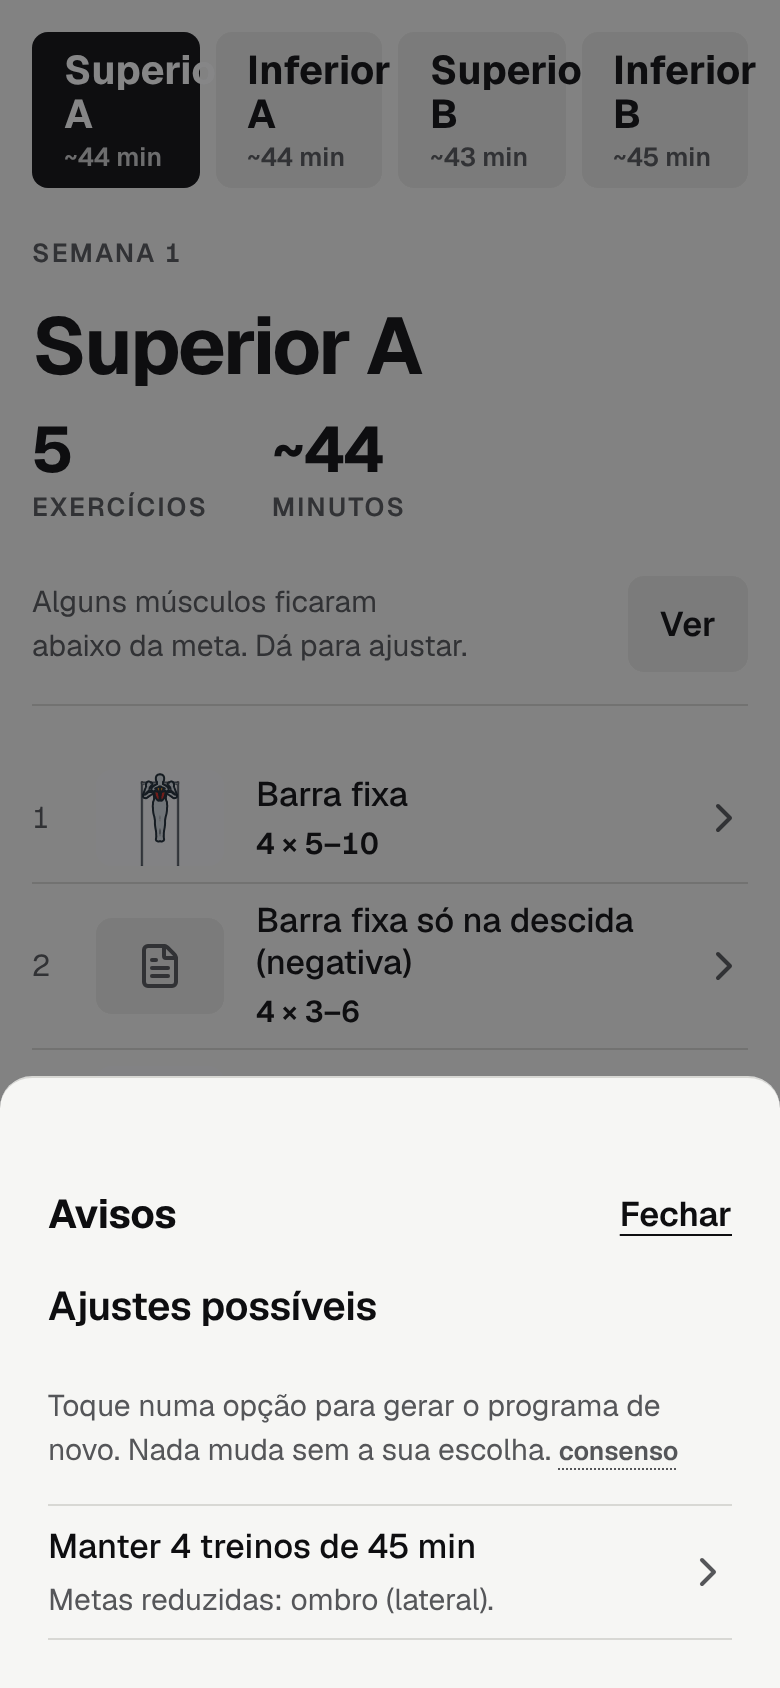 Superior
A
~44 min
Inferior
A
~44 min
Superio
B
~43 min
Inferior
B
~45 min
SEMANA 1
Superior A
5
EXERCÍCIOS
~44
MINUTOS
Alguns músculos ficaram
abaixo da meta. Dá para ajustar.
Ver
1
Barra fixa
4 × 5–10
2
Barra fixa só na descida
(negativa)
4 × 3–6
Avisos
Fechar
Ajustes possíveis
Toque numa opção para gerar o programa de
novo. Nada muda sem a sua escolha. consenso
Manter 4 treinos de 45 min
Metas reduzidas: ombro (lateral).